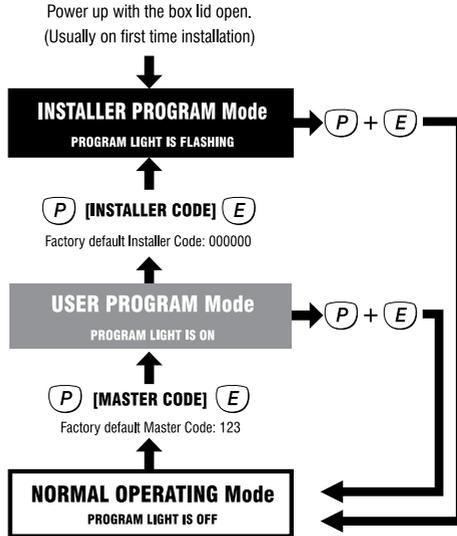 Power up with the box lid open.
(Usually on first time installation)
INSTALLER PROGRAM Mode
PROGRAM LIGHT IS FLASHING
P + E
P [INSTALLER CODE] E
Factory default Installer Code: 000000
USER PROGRAM Mode
PROGRAM LIGHT IS ON
P + E
P [MASTER CODE] E
Factory default Master Code: 123
NORMAL OPERATING Mode
PROGRAM LIGHT IS OFF